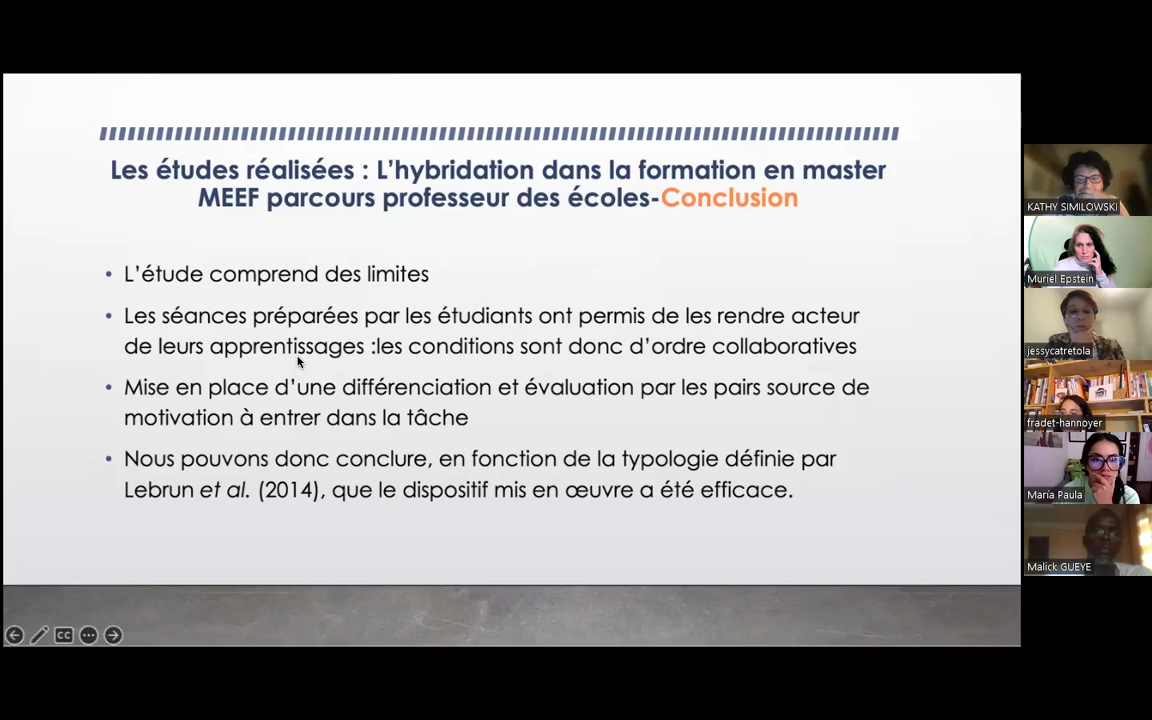 Les études réalisées : L’hybridation dans la formation en master
MEEF parcours professeur des écoles-Conclusion
• L’étude comprend des limites
• Les séances préparées par les étudiants ont permis de les rendre acteur
de leurs apprentissages :les conditions sont donc d’ordre collaboratives
• Mise en place d’une différenciation et évaluation par les pairs source de
motivation à entrer dans la tâche
• Nous pouvons donc conclure, en fonction de la typologie définie par
Lebrun et al. (2014), que le dispositif mis en œuvre a été efficace.
CC
KATHY SIMILOWSKI
Muriel Epstein
jessycatretola
fradet-hannoyer
María Paula
Malick GUEYE